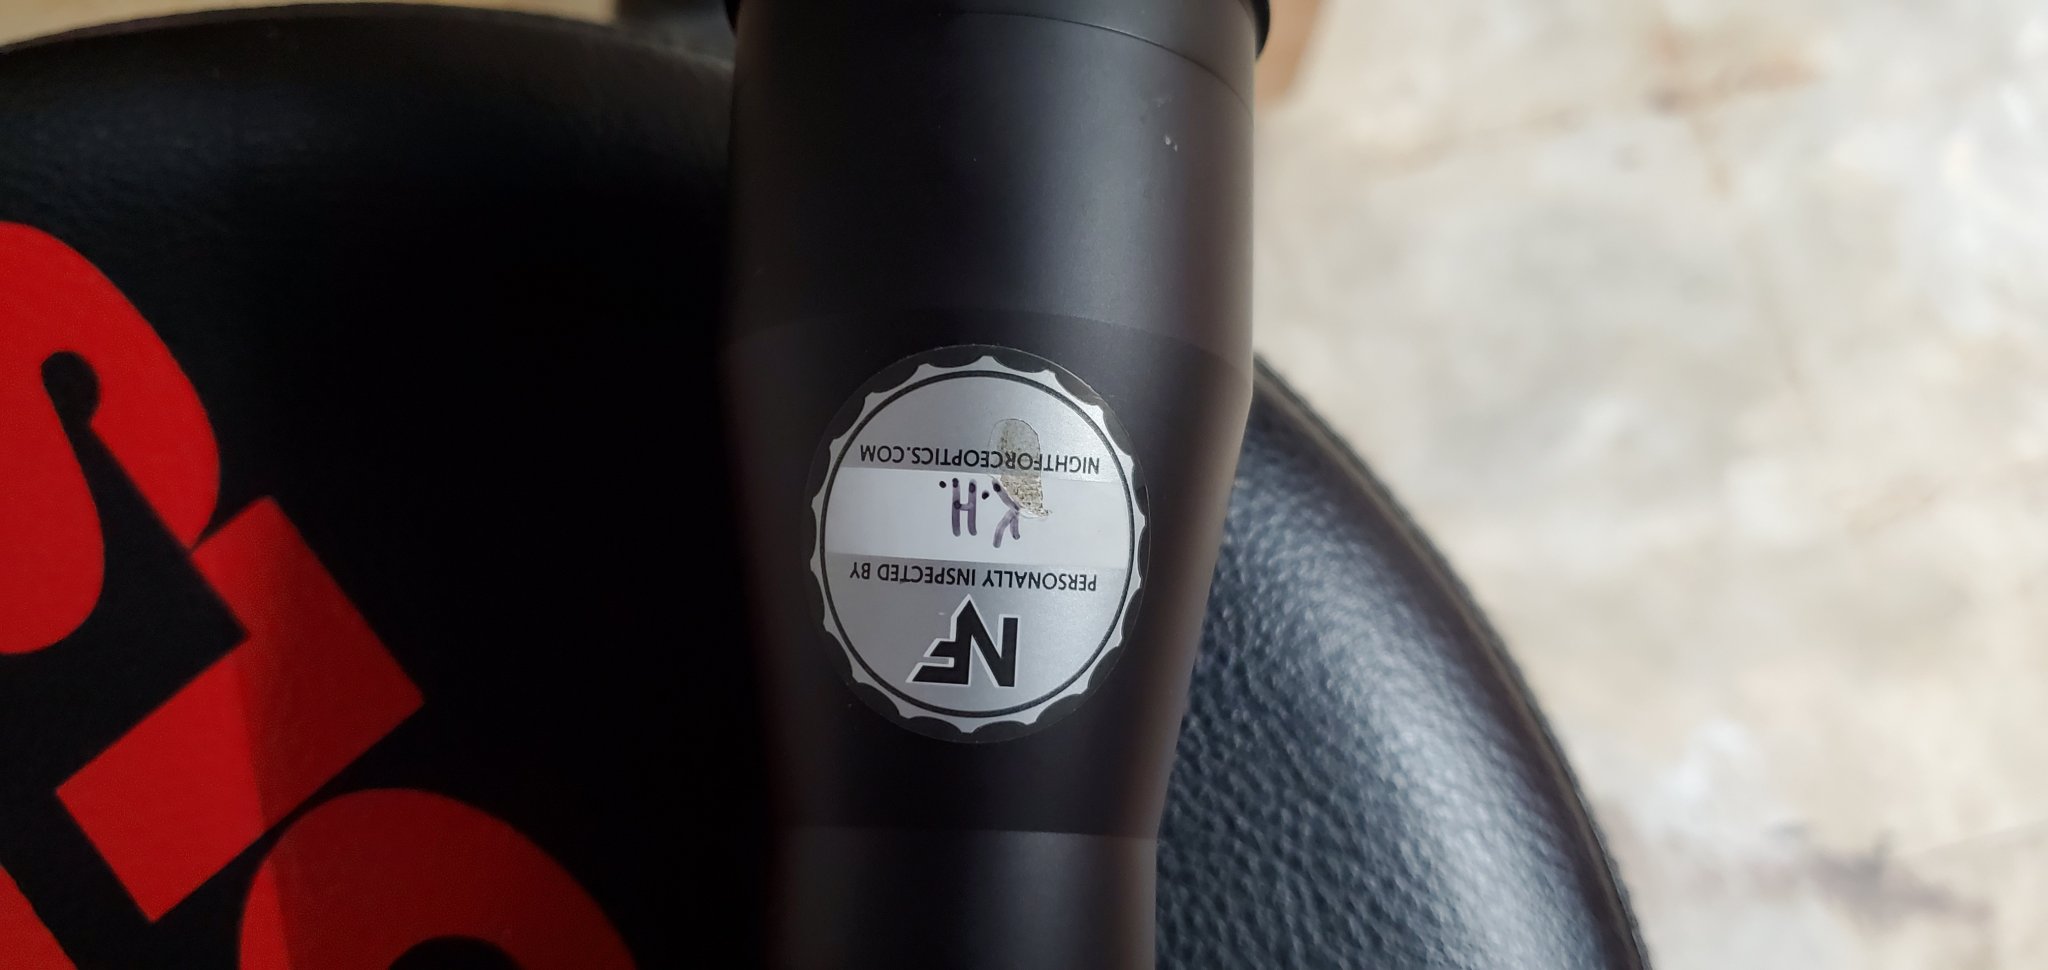 NF
PERSONALLY INSPECTED BY
K.H.
NIGHTFORCEOPTICS.COM